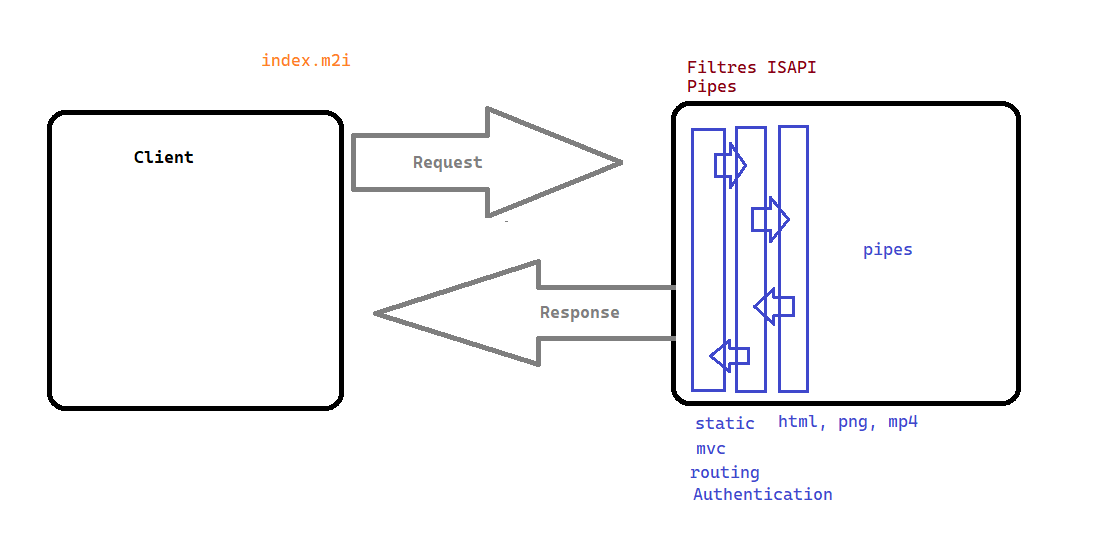 index.m2i
Filtres ISAPI
Pipes
Client
Request
pipes
Response
static html, png, mp4
mvc
routing
Authentication